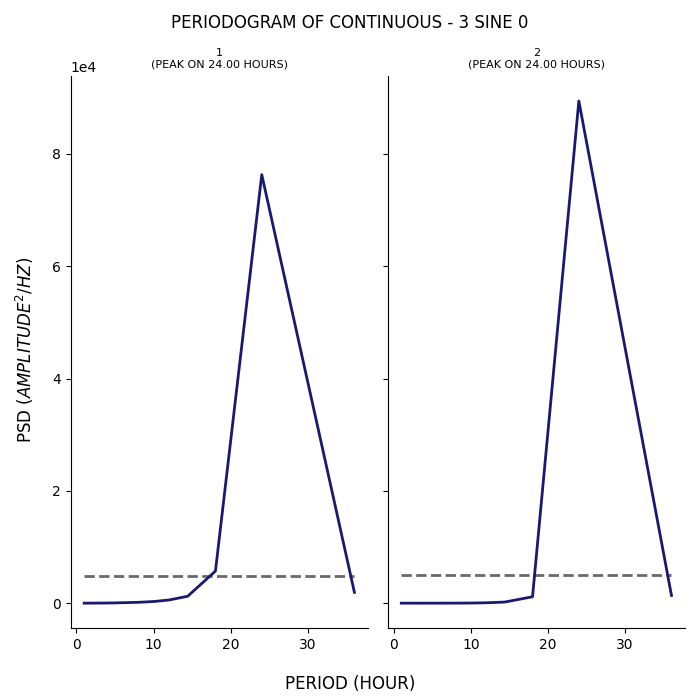 PERIODOGRAM OF CONTINUOUS - 3 SINE 0
1
(PEAK ON 24.00 HOURS)
2
(PEAK ON 24.00 HOURS)
1e4
8
6
4
2
0
PSD (AMPLITUDE²/HZ)
0 10 20 30
0 10 20 30
PERIOD (HOUR)